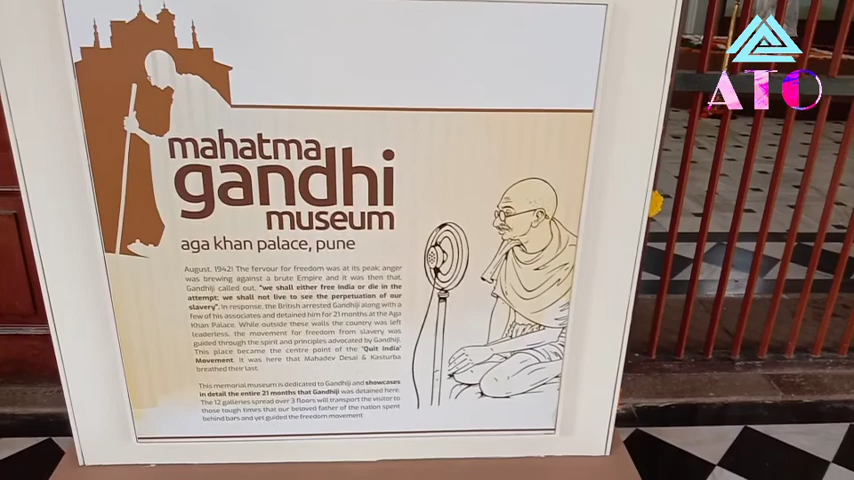 ATO
mahatma
gandhi
museum
aga khan palace, pune
August, 1942! The fervour for freedom was at its peak, anger
was brewing against a brute Empire and it was then that,
Gandhiji called out, "we shall either free India or die in the
attempt; we shall not live to see the perpetuation of our
slavery". In response, the British arrested Gandhiji along with a
few of his associates and detained him for 21 months at the Aga
Khan Palace. While outside these walls the country was left
leaderless, the movement for freedom from slavery was
guided through the spirit and principles advocated by Gandhiji.
This place became the centre point of the "Quit India"
Movement. It was here that Mahadev Desai & Kasturba
breathed their last.
This memorial museum is dedicated to Gandhiji and showcases
in detail the entire 21 months that Gandhiji was detained here.
The 12 galleries spread over 3 floors will transport the visitor to
those tough times that our beloved father of the nation spent
behind bars and yet guided the freedom movement